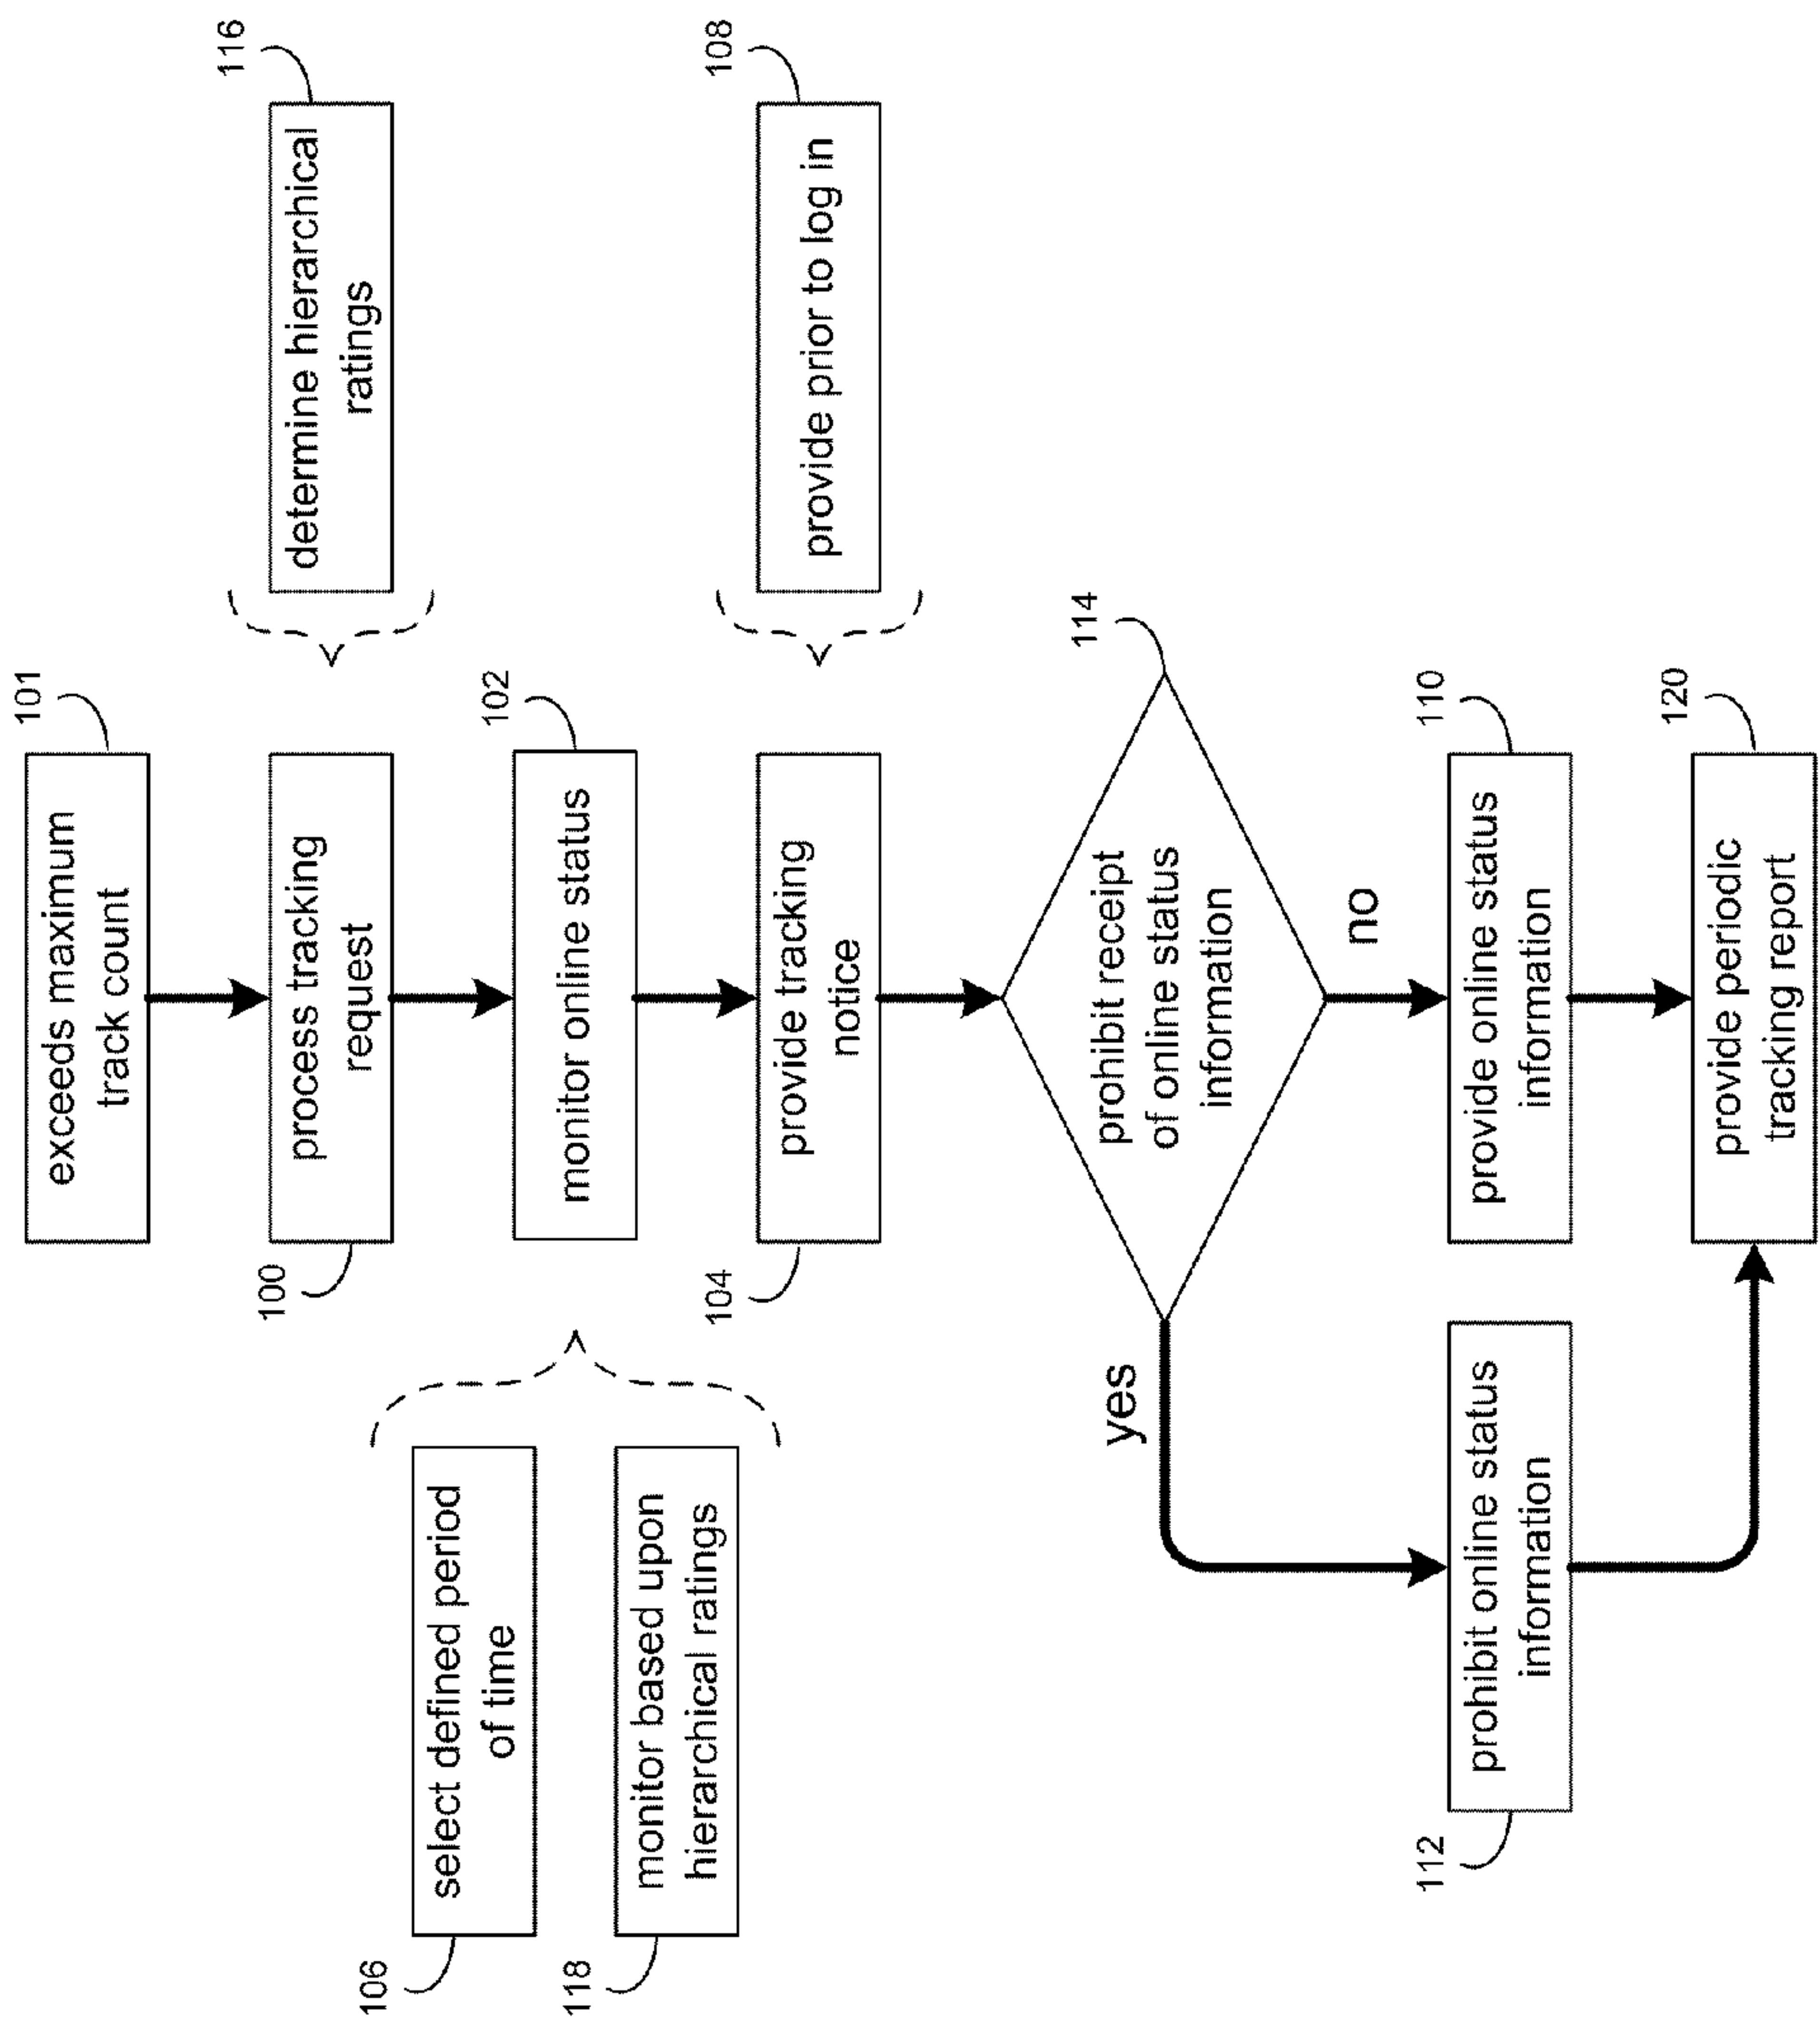 101
exceeds maximum
track count
116
determine hierarchical
ratings
100
process tracking
request
106
select defined period
of time
102
monitor online status
118
monitor based upon
hierarchical ratings
108
provide prior to log in
104
provide tracking
notice
114
prohibit receipt
of online status
information
yes
no
112
prohibit online status
information
110
provide online status
information
120
provide periodic
tracking report